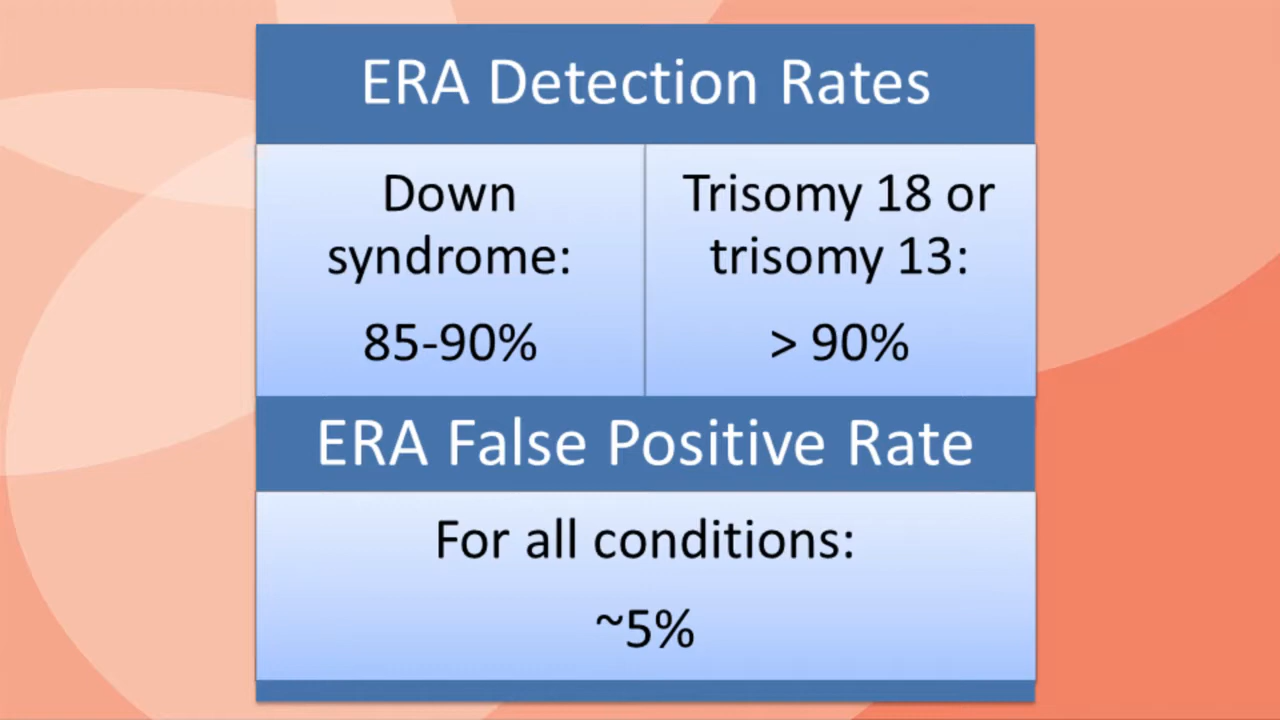 ERA Detection Rates
Down
syndrome:
85-90%
Trisomy 18 or
trisomy 13:
> 90%
ERA False Positive Rate
For all conditions:
~5%